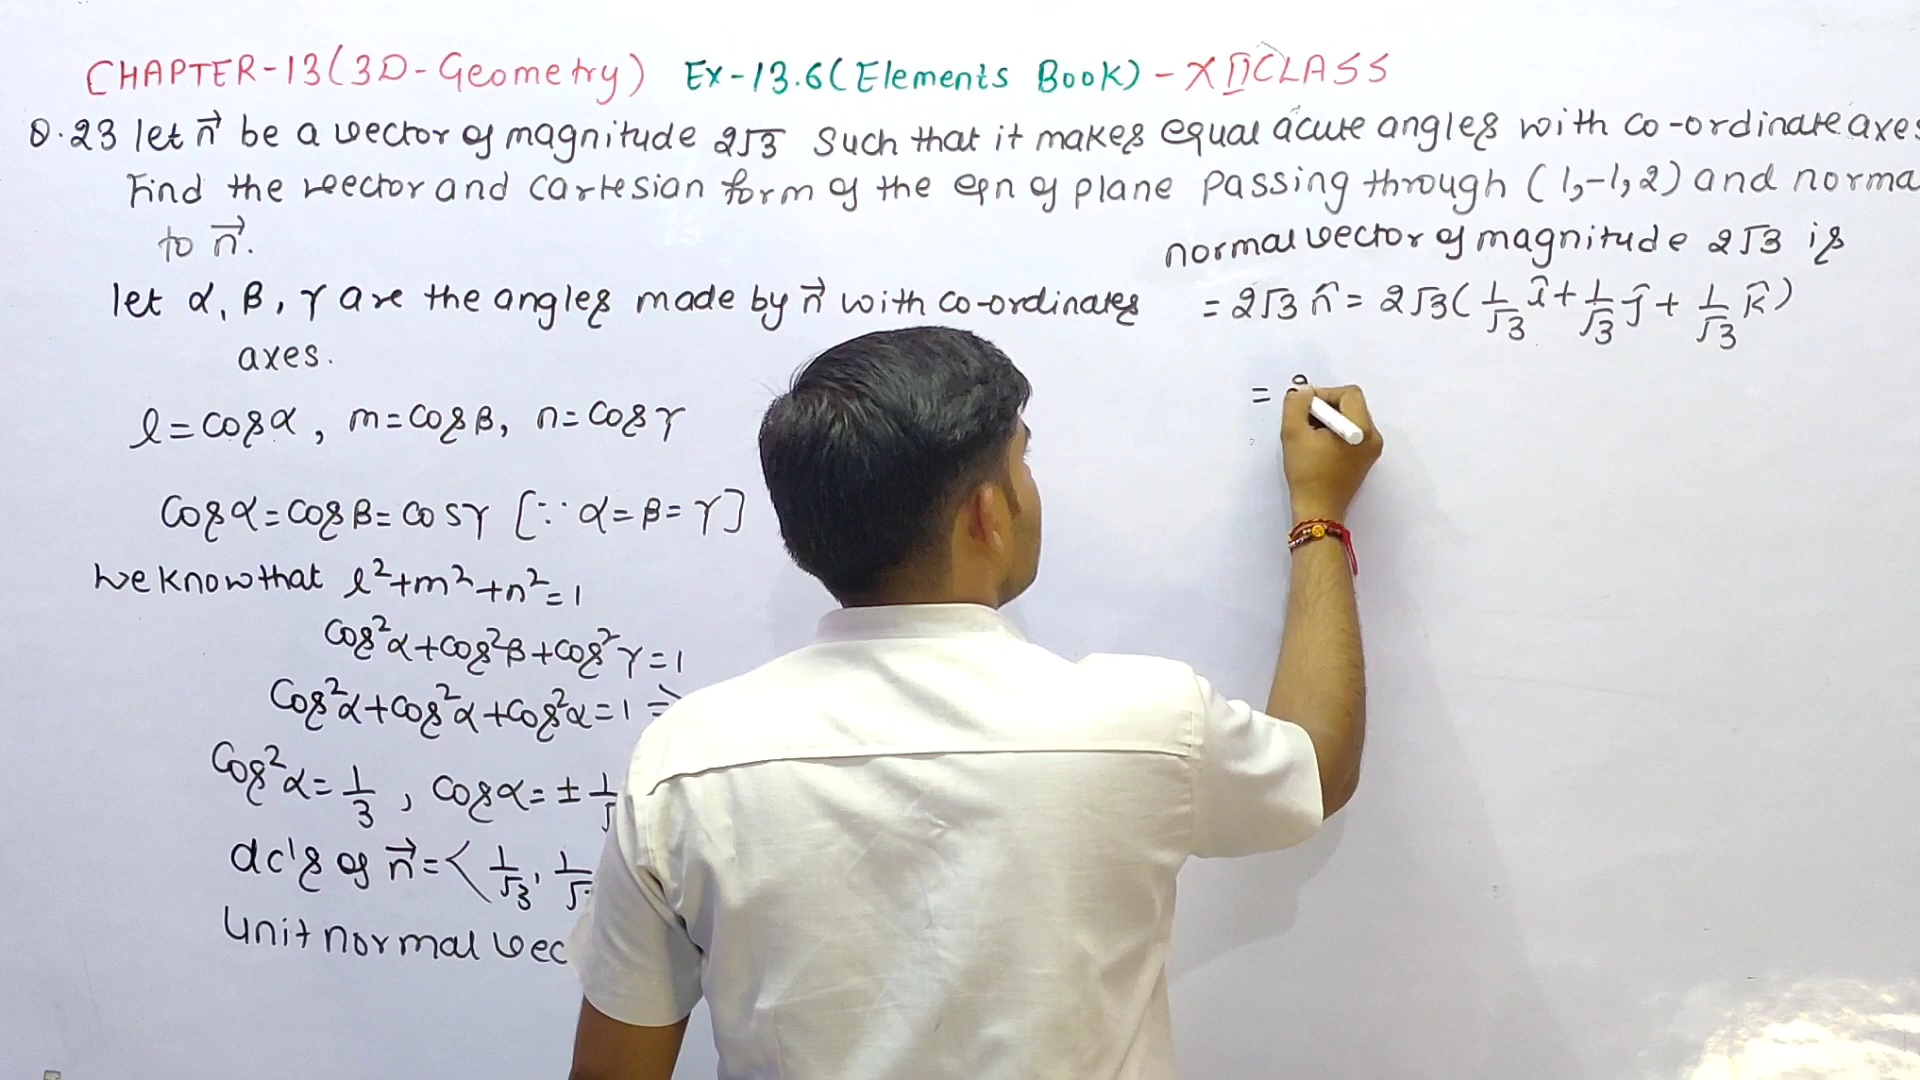 CHAPTER-13(3D-Geometry) Ex-13.6(Elements Book)-XIICLASS
Q.23 let n⃗ be a vector of magnitude 2√3 Such that it makes equal acute angles with co-ordinate axes
Find the vector and cartesian form of the eqn of plane passing through (1,-1,2) and norma
to n⃗.
let α, β, γ are the angles made by n⃗ with co-ordinates
axes.
l=cosα, m=cosβ, n=cosγ
cosα=cosβ=cosγ [∵ α=β=γ]
we know that l²+m²+n²=1
cos²α+cos²β+cos²γ=1
cos²α+cos²α+cos²α=1 ⇒
cos²α=1/3, cosα=±1/√
dc's of n⃗=<1/√3, 1/√
Unit normal vec
normal vector of magnitude 2√3 is
=2√3 n̂=2√3(1/√3 î+1/√3 ĵ+1/√3 k̂)
=